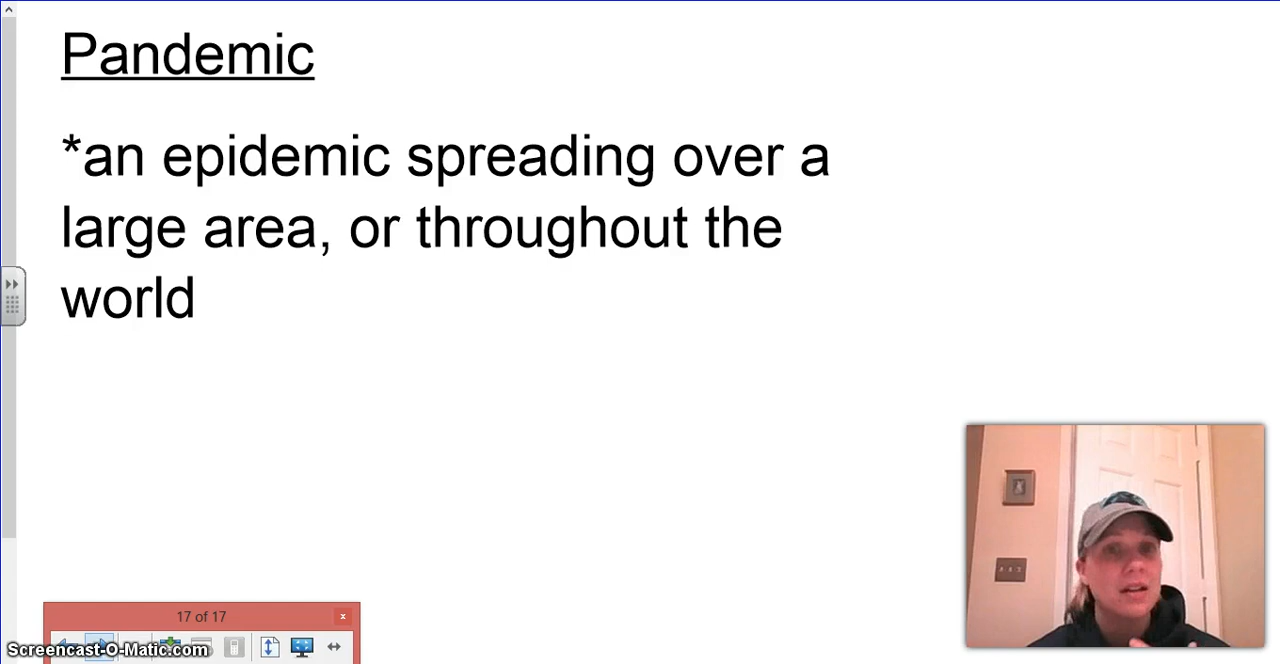 Pandemic
*an epidemic spreading over a
large area, or throughout the
world
17 of 17
x
Screencast-O-Matic.com